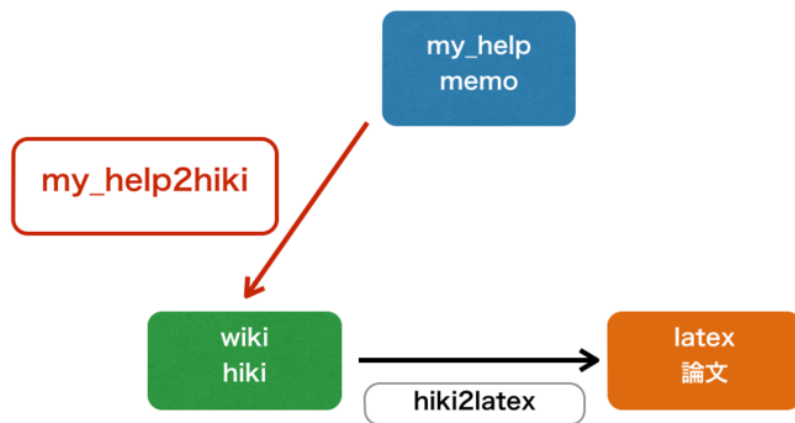 my_help
memo
my_help2hiki
wiki
hiki
latex
論文
hiki2latex